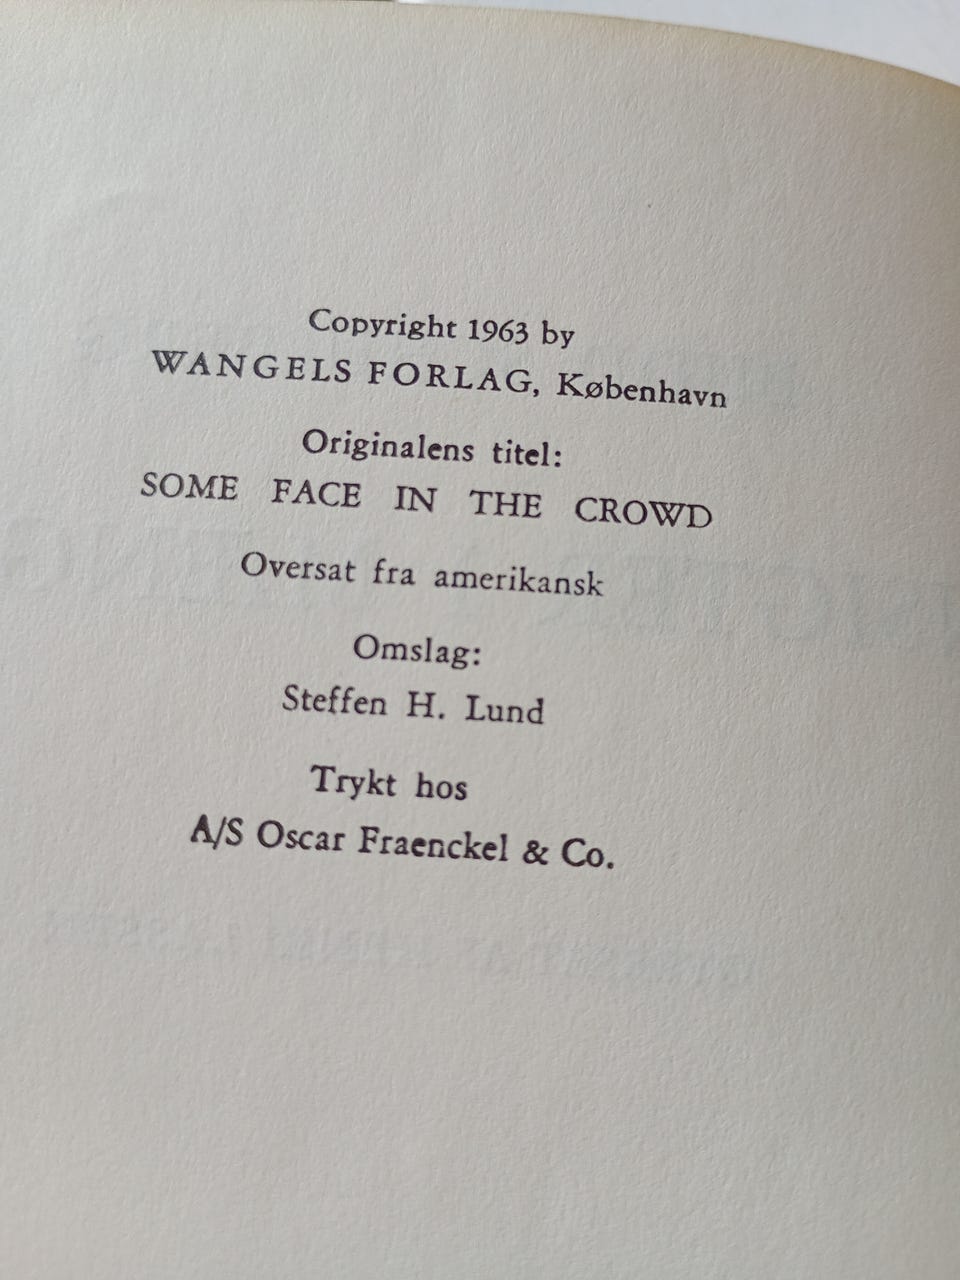 Copyright 1963 by
WANGELS FORLAG, København
Originalens titel:
SOME FACE IN THE CROWD
Oversat fra amerikansk
Omslag:
Steffen H. Lund
Trykt hos
A/S Oscar Fraenckel & Co.